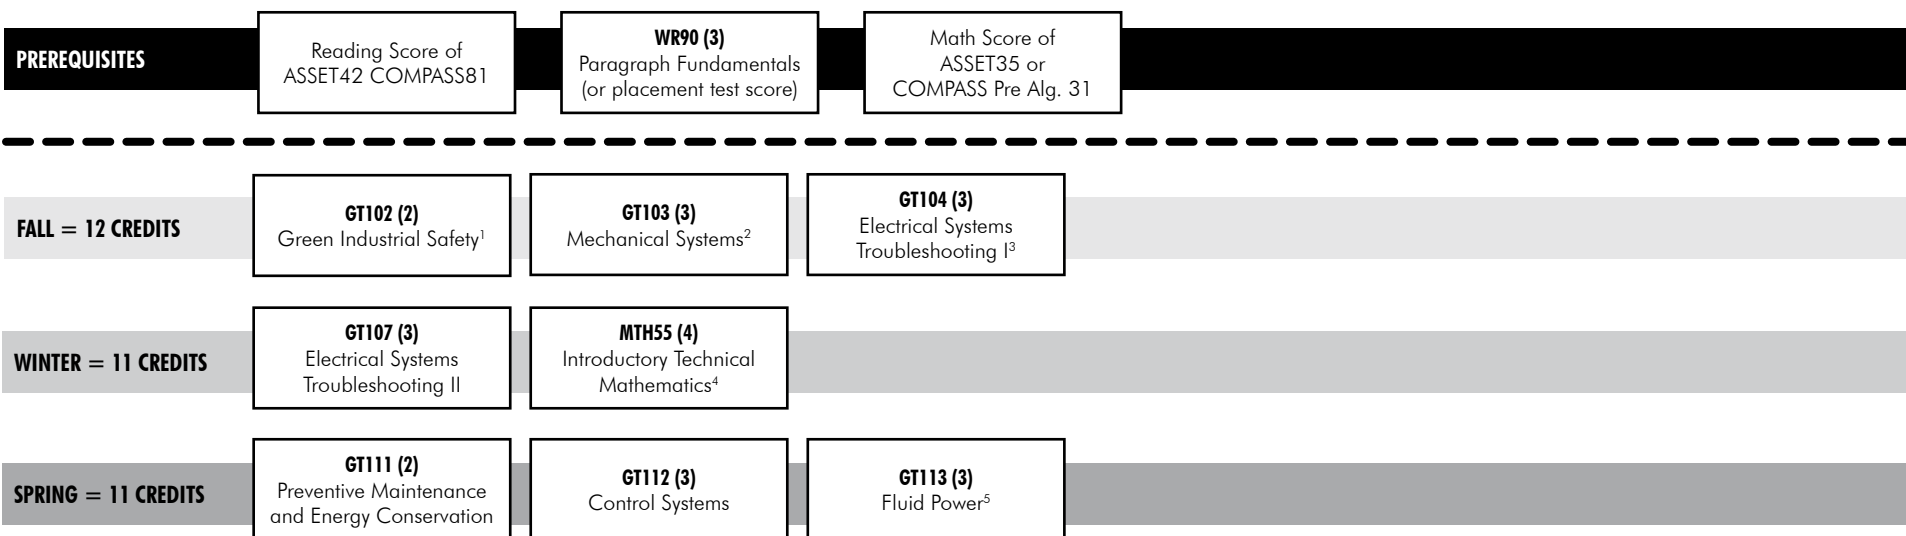 PREREQUISITES
Reading Score of
ASSET42 COMPASS81
WR90 (3)
Paragraph Fundamentals
(or placement test score)
Math Score of
ASSET35 or
COMPASS Pre Alg. 31
FALL = 12 CREDITS
GT102 (2)
Green Industrial Safety¹
GT103 (3)
Mechanical Systems²
GT104 (3)
Electrical Systems
Troubleshooting I³
WINTER = 11 CREDITS
GT107 (3)
Electrical Systems
Troubleshooting II
MTH55 (4)
Introductory Technical
Mathematics⁴
SPRING = 11 CREDITS
GT111 (2)
Preventive Maintenance
and Energy Conservation
GT112 (3)
Control Systems
GT113 (3)
Fluid Power⁵